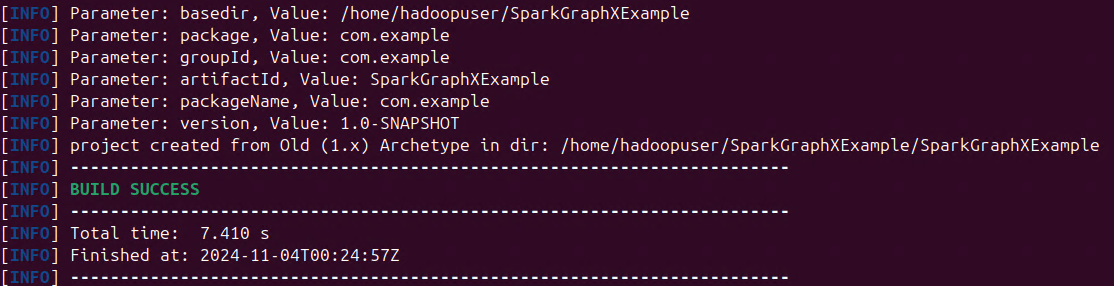 [INFO] Parameter: basedir, Value: /home/hadoopuser/SparkGraphXExample
[INFO] Parameter: package, Value: com.example
[INFO] Parameter: groupId, Value: com.example
[INFO] Parameter: artifactId, Value: SparkGraphXExample
[INFO] Parameter: packageName, Value: com.example
[INFO] Parameter: version, Value: 1.0-SNAPSHOT
[INFO] project created from Old (1.x) Archetype in dir: /home/hadoopuser/SparkGraphXExample/SparkGraphXExample
[INFO] ------------------------------------------------------------------------
[INFO] BUILD SUCCESS
[INFO] ------------------------------------------------------------------------
[INFO] Total time:  7.410 s
[INFO] Finished at: 2024-11-04T00:24:57Z
[INFO] ------------------------------------------------------------------------